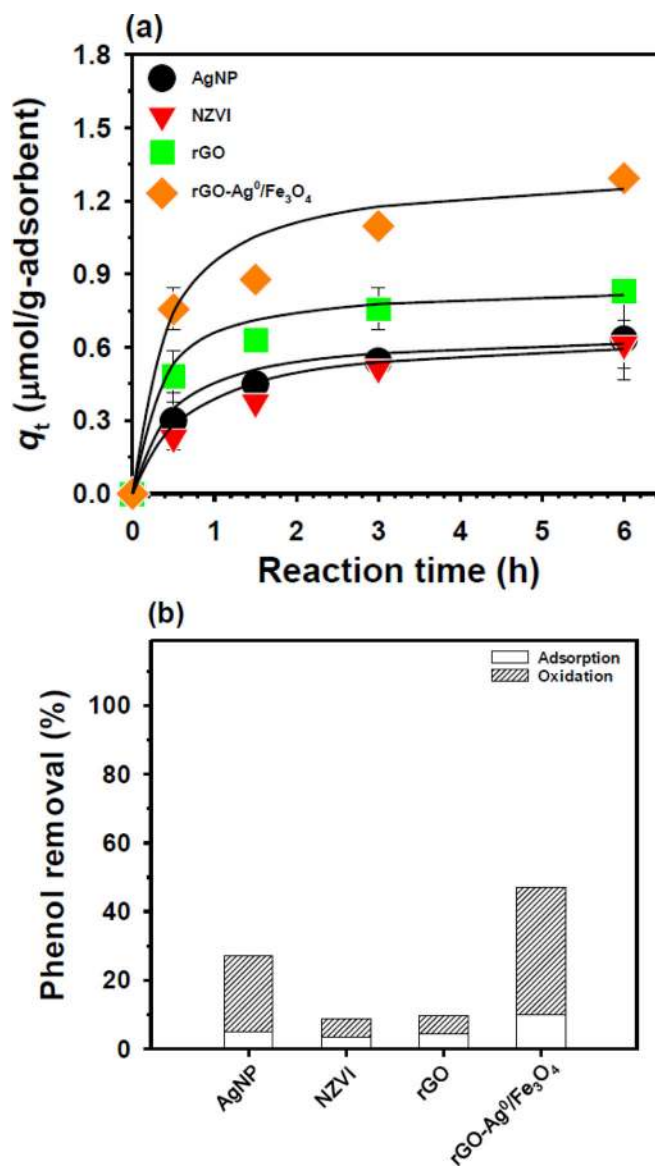 (a)
1.8
1.5
1.2
0.9
0.6
0.3
0.0
qt (μmol/g-adsorbent)
AgNP
NZVI
rGO
rGO-Ag⁰/Fe₃O₄
0 1 2 3 4 5 6
Reaction time (h)
(b)
100
80
60
40
20
0
Phenol removal (%)
Adsorption
Oxidation
AgNP
NZVI
rGO
rGO-Ag⁰/Fe₃O₄